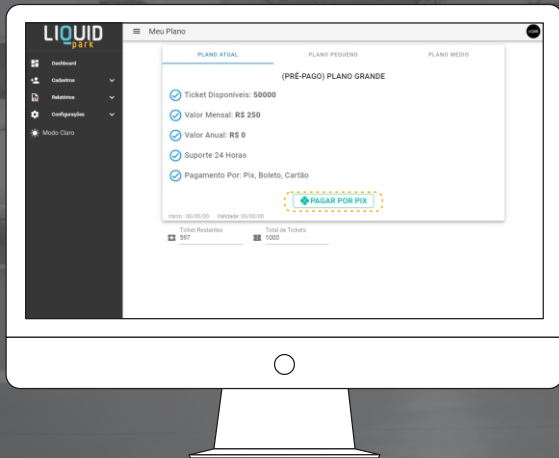 LIQUID
park
Meu Plano
Dashboard
Cadastros
Relatórios
Configurações
Modo Claro
PLANO ATUAL
PLANO PEQUENO
PLANO MEDIO
(PRÉ-PAGO) PLANO GRANDE
Ticket Disponíveis: 50000
Valor Mensal: R$ 250
Valor Anual: R$ 0
Suporte 24 Horas
Pagamento Por: Pix, Boleto, Cartão
PAGAR POR PIX
Inicio : 00/00/00 Validade: 00/00/00
Ticket Restantes
597
Total de Tickets
1000